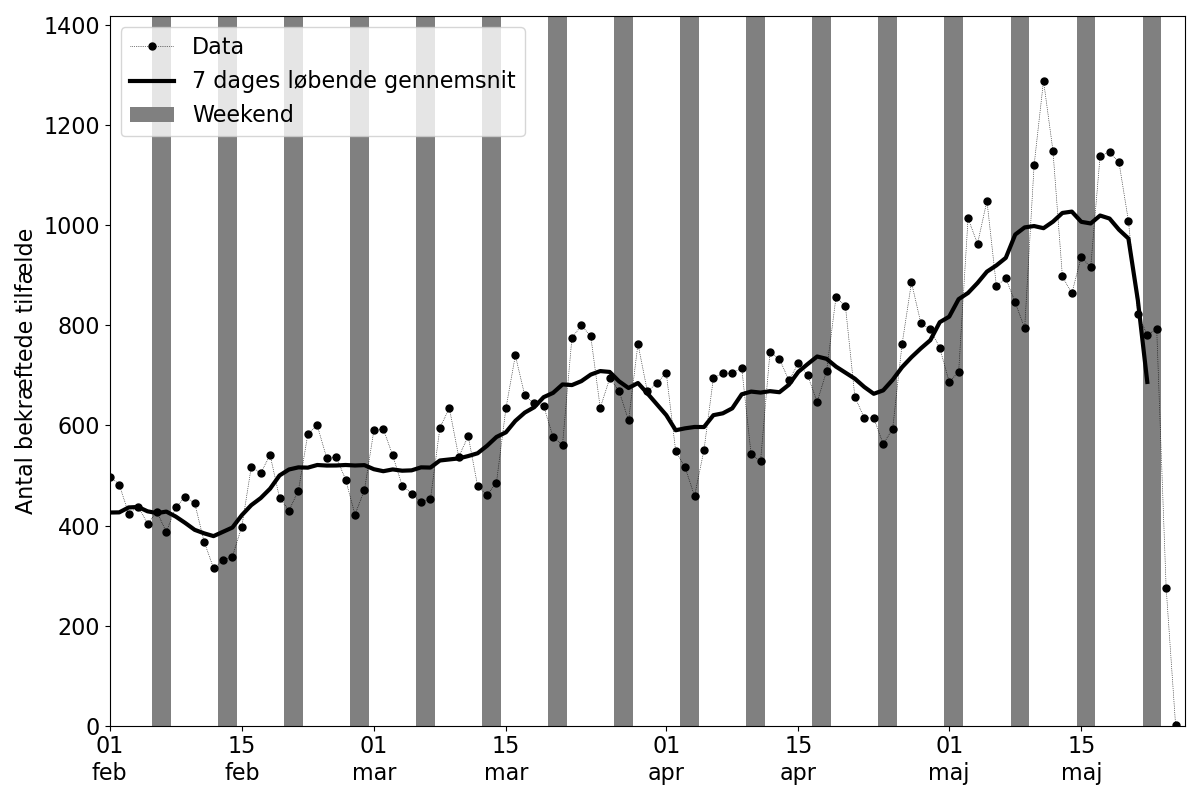 Data
7 dages løbende gennemsnit
Weekend
Antal bekræftede tilfælde
1400
1200
1000
800
600
400
200
0
01 15 01 15 01 15 01 15
feb feb mar mar apr apr maj maj